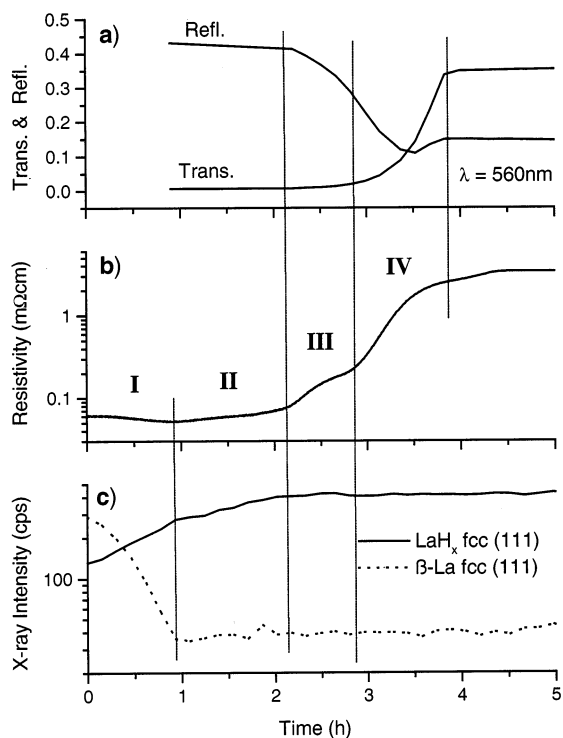 a)
Refl.
Trans.
λ = 560nm
Trans. & Refl.
0.5
0.4
0.3
0.2
0.1
0.0
b)
I
II
III
IV
Resistivity (mΩcm)
1
0.1
c)
LaHx fcc (111)
ß-La fcc (111)
X-ray Intensity (cps)
100
0 1 2 3 4 5
Time (h)